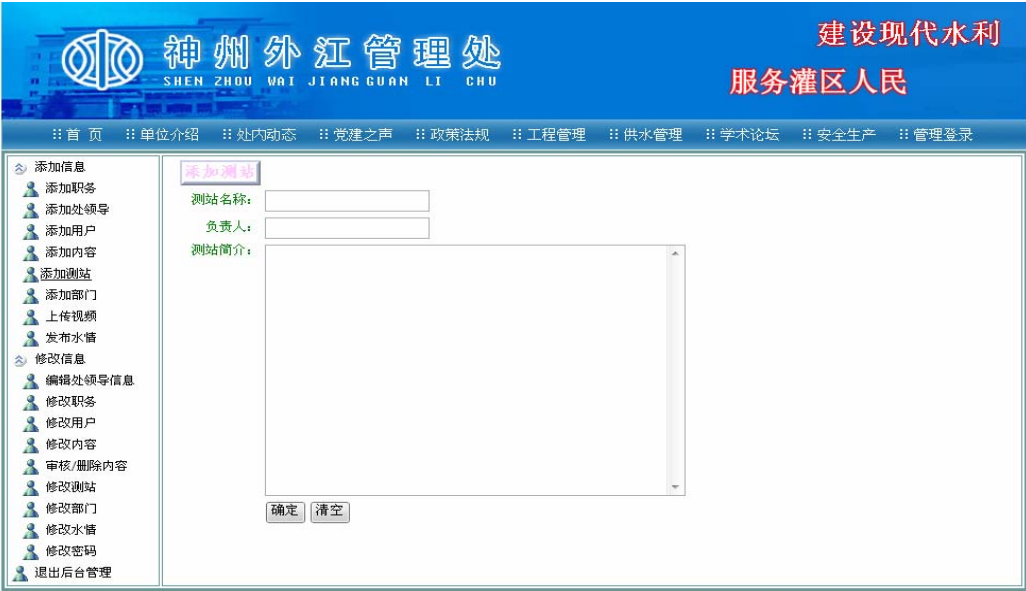 神州外江管理处
SHEN ZHOU WAI JIANG GUAN LI CHU
建设现代水利
服务灌区人民
首 页 单位介绍 处内动态 党建之声 政策法规 工程管理 供水管理 学术论坛 安全生产 管理登录
添加信息
添加职务
添加处领导
添加用户
添加内容
添加测站
添加部门
上传视频
发布水情
修改信息
编辑处领导信息
修改职务
修改用户
修改内容
审核/删除内容
修改测站
修改部门
修改水情
修改密码
退出后台管理
添加测站
测站名称：
负责人：
测站简介：
确定 清空